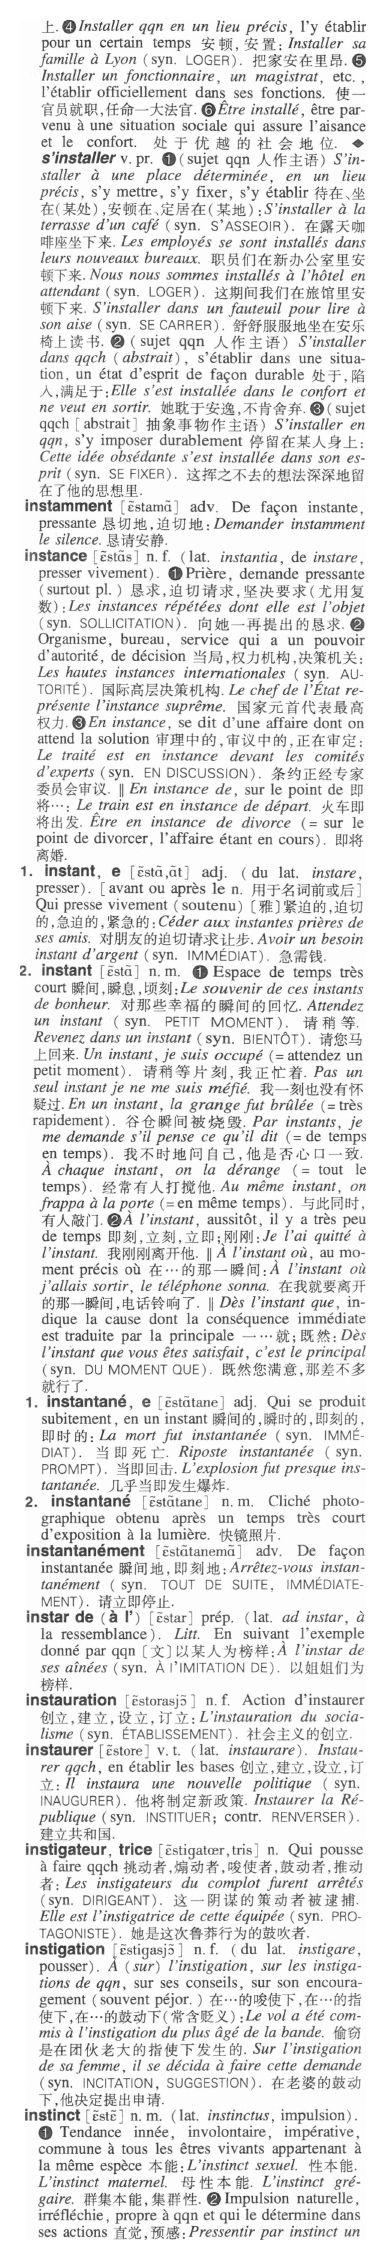 上. ❹ Installer qqn en un lieu précis, l'y établir
pour un certain temps 安顿,安置: Installer sa
famille à Lyon (syn. LOGER). 把家安在里昂. ❺
Installer un fonctionnaire, un magistrat, etc.,
l'établir officiellement dans ses fonctions. 使一
官员就职,任命一大法官. ❻ Être installé, être par-
venu à une situation sociale qui assure l'aisance
et le confort. 处于优越的社会地位. ◆
s'installer v. pr. ❶ (sujet qqn 人作主语) S'in-
staller à une place déterminée, en un lieu
précis, s'y mettre, s'y fixer, s'y établir 待在、坐
在(某处),安顿在、定居在(某地): S'installer à la
terrasse d'un café (syn. S'ASSEOIR). 在露天咖
啡座坐下来. Les employés se sont installés dans
leurs nouveaux bureaux. 职员们在新办公室里安
顿下来. Nous nous sommes installés à l'hôtel en
attendant (syn. LOGER). 这期间我们在旅馆里安
顿下来. S'installer dans un fauteuil pour lire à
son aise (syn. SE CARRER). 舒舒服服地坐在安乐
椅上读书. ❷ (sujet qqn 人作主语) S'installer
dans qqch (abstrait), s'établir dans une situa-
tion, un état d'esprit de façon durable 处于,陷
入,满足于: Elle s'est installée dans le confort et
ne veut en sortir. 她耽于安逸,不肯舍弃. ❸ (sujet
qqch [abstrait] 抽象事物作主语) S'installer en
qqn, s'y imposer durablement 停留在某人身上:
Cette idée obsédante s'est installée dans son es-
prit (syn. SE FIXER). 这挥之不去的想法深深地留
在了他的思想里.
instamment [ɛ̃stamɑ̃] adv. De façon instante,
pressante 恳切地,迫切地: Demander instamment
le silence. 恳请安静.
instance [ɛ̃stɑ̃s] n. f. (lat. instantia, de instare,
presser vivement). ❶ Prière, demande pressante
(surtout pl.) 恳求,迫切请求,坚决要求(尤用复
数): Les instances répétées dont elle est l'objet
(syn. SOLLICITATION). 向她一再提出的恳求. ❷
Organisme, bureau, service qui a un pouvoir
d'autorité, de décision 当局,权力机构,决策机关:
Les hautes instances internationales (syn. AU-
TORITÉ). 国际高层决策机构. Le chef de l'État re-
présente l'instance suprême. 国家元首代表最高
权力. ❸ En instance, se dit d'une affaire dont on
attend la solution 审理中的,审议中的,正在审定:
Le traité est en instance devant les comités
d'experts (syn. EN DISCUSSION). 条约正经专家
委员会审议. ‖ En instance de, sur le point de 即
将…: Le train est en instance de départ. 火车即
将出发. Être en instance de divorce (= sur le
point de divorcer, l'affaire étant en cours). 即将
离婚.
1. instant, e [ɛ̃stɑ̃,ɑ̃t] adj. (du lat. instare,
presser). [avant ou après le n. 用于名词前或后]
Qui presse vivement (soutenu) [雅]紧迫的,迫切
的,急迫的,紧急的: Céder aux instantes prières de
ses amis. 对朋友的迫切请求让步. Avoir un besoin
instant d'argent (syn. IMMÉDIAT). 急需钱.
2. instant [ɛ̃stɑ̃] n. m. ❶ Espace de temps très
court 瞬间,瞬息,顷刻: Le souvenir de ces instants
de bonheur. 对那些幸福的瞬间的回忆. Attendez
un instant (syn. PETIT MOMENT). 请稍等.
Revenez dans un instant (syn. BIENTÔT). 请您马
上回来. Un instant, je suis occupé (= attendez un
petit moment). 请稍等片刻,我正忙着. Pas un
seul instant je ne me suis méfié. 我一刻也没有怀
疑过. En un instant, la grange fut brûlée (= très
rapidement). 谷仓瞬间被烧毁. Par instants, je
me demande s'il pense ce qu'il dit (= de temps
en temps). 我不时地问自己,他是否心口一致.
À chaque instant, on la dérange (= tout le
temps). 经常有人打搅他. Au même instant, on
frappa à la porte (= en même temps). 与此同时,
有人敲门. ❷ À l'instant, aussitôt, il y a très peu
de temps 即刻,立刻,立即;刚刚: Je l'ai quitté à
l'instant. 我刚刚离开他. ‖ À l'instant où, au mo-
ment précis où 在…的那一瞬间: À l'instant où
j'allais sortir, le téléphone sonna. 在我就要离开
的那一瞬间,电话铃响了. ‖ Dès l'instant que, in-
dique la cause dont la conséquence immédiate
est traduite par la principale 一…就;既然: Dès
l'instant que vous êtes satisfait, c'est le principal
(syn. DU MOMENT QUE). 既然您满意,那差不多
就行了.
1. instantané, e [ɛ̃stɑ̃tane] adj. Qui se produit
subitement, en un instant 瞬间的,瞬时的,即刻的,
即时的: La mort fut instantanée (syn. IMMÉ-
DIAT). 当即死亡. Riposte instantanée (syn.
PROMPT). 当即回击. L'explosion fut presque ins-
tantanée. 几乎当即发生爆炸.
2. instantané [ɛ̃stɑ̃tane] n. m. Cliché photo-
graphique obtenu après un temps très court
d'exposition à la lumière. 快镜照片.
instantanément [ɛ̃stɑ̃tanemɑ̃] adv. De façon
instantanée 瞬间地,即刻地: Arrêtez-vous instan-
tanément (syn. TOUT DE SUITE, IMMÉDIATE-
MENT). 请立即停止.
instar de (à l') [ɛ̃star] prép. (lat. ad instar, à
la ressemblance). Litt. En suivant l'exemple
donné par qqn [文]以某人为榜样: À l'instar de
ses aînées (syn. À L'IMITATION DE). 以姐姐们为
榜样.
instauration [ɛ̃stɔrasjɔ̃] n. f. Action d'instaurer
创立,建立,设立,订立: L'instauration du socia-
lisme (syn. ÉTABLISSEMENT). 社会主义的创立.
instaurer [ɛ̃store] v. t. (lat. instaurare). Instau-
rer qqch, en établir les bases 创立,建立,设立,订
立: Il instaura une nouvelle politique (syn.
INAUGURER). 他将制定新政策. Instaurer la Ré-
publique (syn. INSTITUER; contr. RENVERSER).
建立共和国.
instigateur, trice [ɛ̃stigatœr,tris] n. Qui pousse
à faire qqch 挑动者,煽动者,唆使者,鼓动者,推动
者: Les instigateurs du complot furent arrêtés
(syn. DIRIGEANT). 这一阴谋的策动者被逮捕.
Elle est l'instigatrice de cette équipée (syn. PRO-
TAGONISTE). 她是这次鲁莽行为的鼓吹者.
instigation [ɛ̃stigasjɔ̃] n. f. (du lat. instigare,
pousser). À (sur) l'instigation, sur les instiga-
tions de qqn, sur ses conseils, sur son encoura-
gement (souvent péjor.) 在…的唆使下,在…的指
使下,在…的鼓动下(常含贬义): Le vol a été com-
mis à l'instigation du plus âgé de la bande. 偷窃
是在团伙老大的指使下发生的. Sur l'instigation
de sa femme, il se décida à faire cette demande
(syn. INCITATION, SUGGESTION). 在老婆的鼓动
下,他决定提出申请.
instinct [ɛ̃stɛ̃] n. m. (lat. instinctus, impulsion).
❶ Tendance innée, involontaire, impérative,
commune à tous les êtres vivants appartenant à
la même espèce 本能: L'instinct sexuel. 性本能.
L'instinct maternel. 母性本能. L'instinct gré-
gaire. 群集本能,集群性. ❷ Impulsion naturelle,
irréfléchie, propre à qqn et qui le détermine dans
ses actions 直觉,预感: Pressentir par instinct un